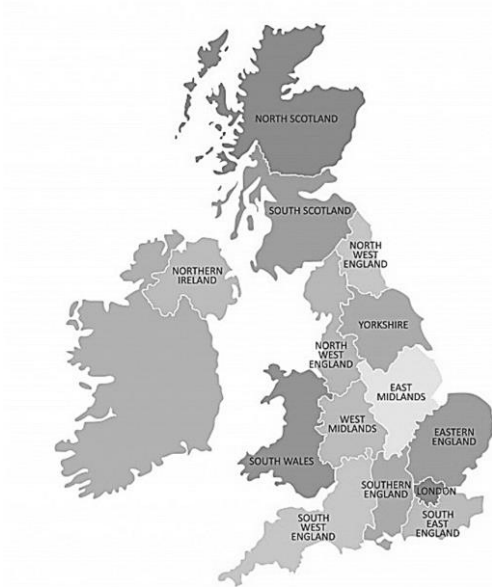 NORTH SCOTLAND
SOUTH SCOTLAND
NORTH
WEST
ENGLAND
NORTHERN
IRELAND
YORKSHIRE
NORTH
WEST
ENGLAND
EAST
MIDLANDS
WEST
MIDLANDS
EASTERN
ENGLAND
SOUTH WALES
SOUTHERN
ENGLAND
LONDON
SOUTH
WEST
ENGLAND
SOUTH
EAST
ENGLAND